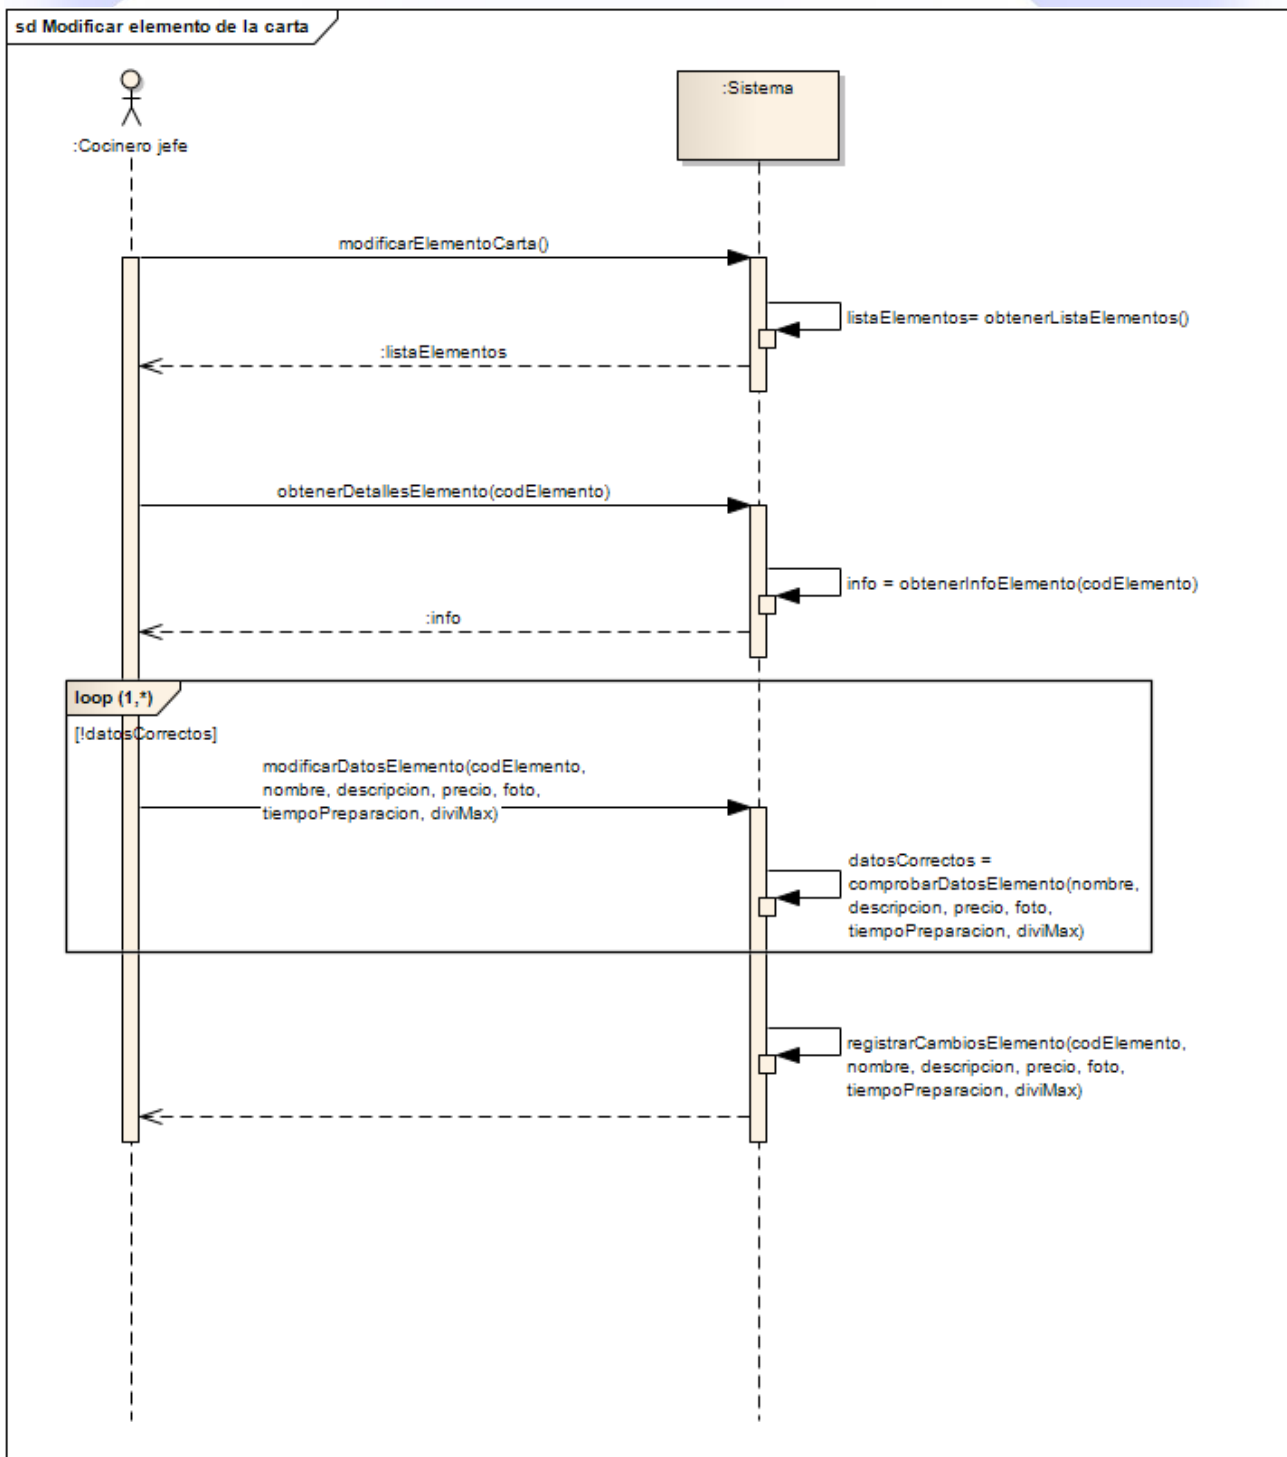 sd Modificar elemento de la carta
:Cocinero jefe
:Sistema
modificarElementoCarta()
listaElementos= obtenerListaElementos()
:listaElementos
obtenerDetallesElemento(codElemento)
info = obtenerInfoElemento(codElemento)
:info
loop (1,*)
[!datosCorrectos]
modificarDatosElemento(codElemento,
nombre, descripcion, precio, foto,
tiempoPreparacion, diviMax)
datosCorrectos =
comprobarDatosElemento(nombre,
descripcion, precio, foto,
tiempoPreparacion, diviMax)
registrarCambiosElemento(codElemento,
nombre, descripcion, precio, foto,
tiempoPreparacion, diviMax)